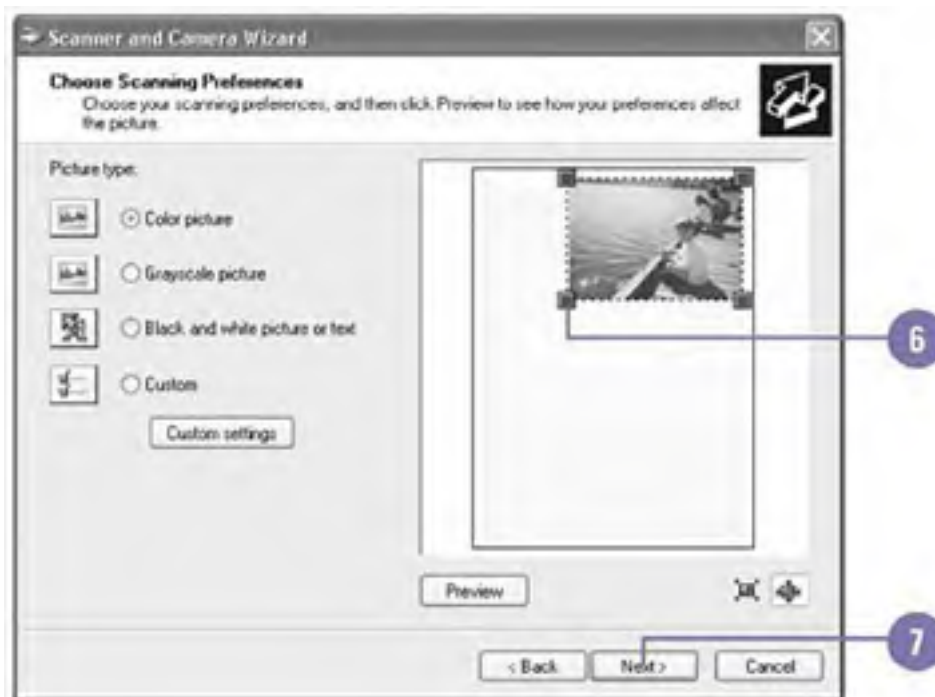 Scanner and Camera Wizard
Choose Scanning Preferences
Choose your scanning preferences, and then click Preview to see how your preferences affect
the picture.
Picture type:
Color picture
Grayscale picture
Black and white picture or text
Custom
Custom settings
6
Preview
7
< Back
Next >
Cancel